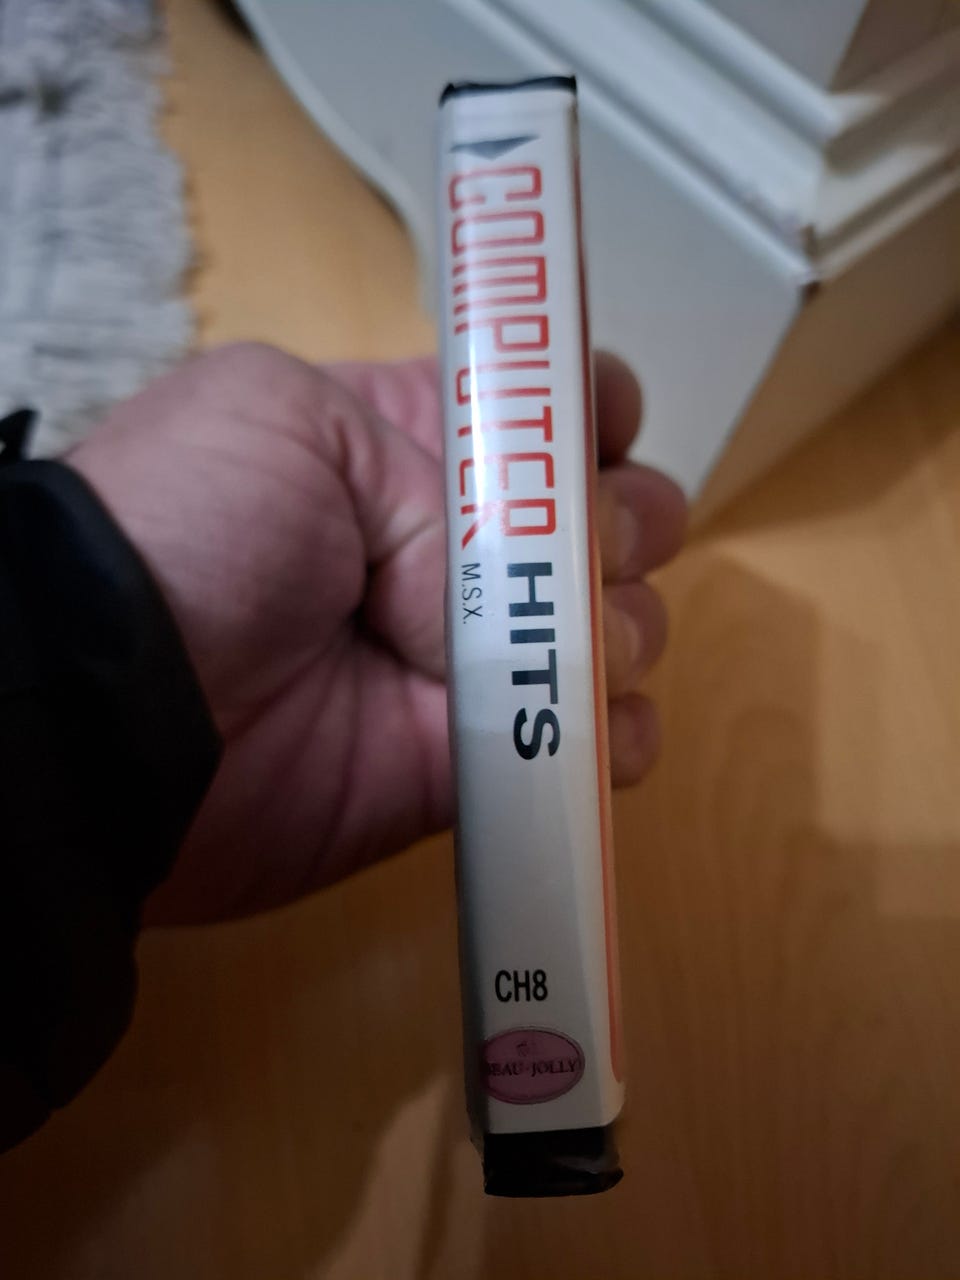 COMPUTER HITS
M.S.X.
CH8
BEAU-JOLLY